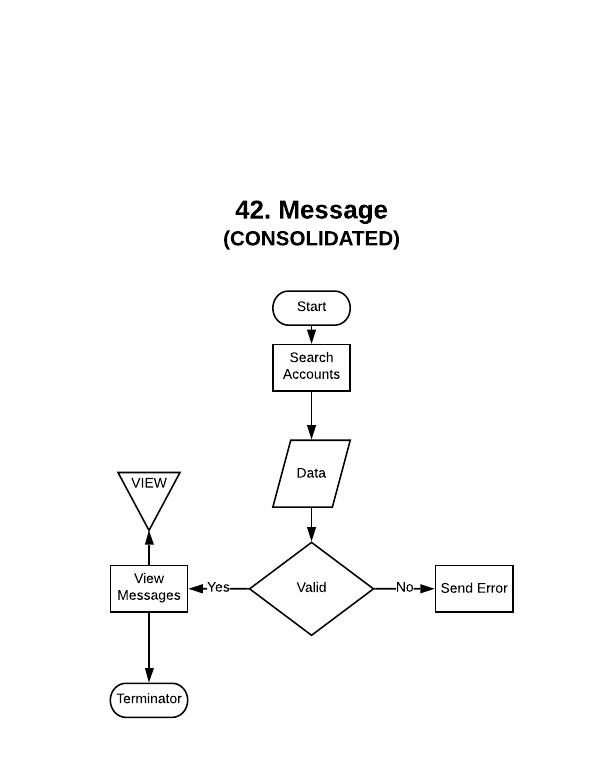 42. Message
(CONSOLIDATED)
Start
Search
Accounts
Data
VIEW
View
Messages
Yes
Valid
No
Send Error
Terminator